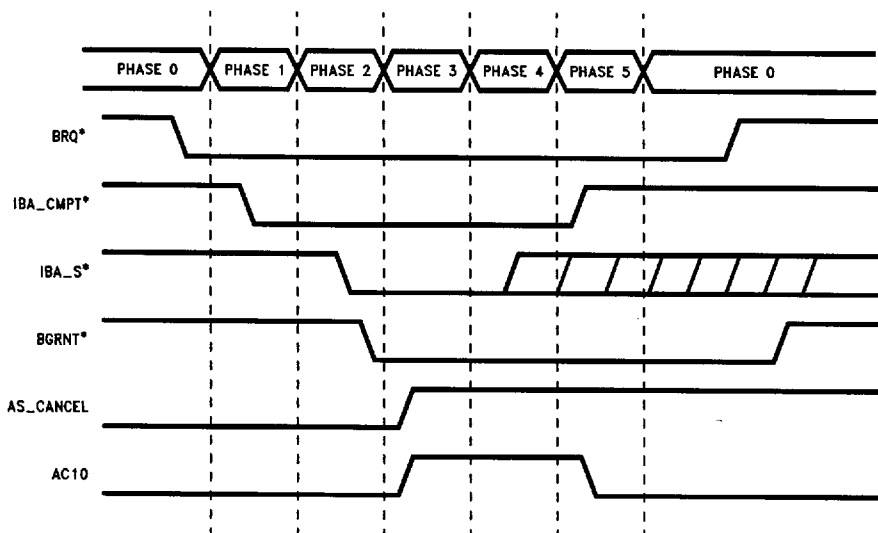 PHASE 0 PHASE 1 PHASE 2 PHASE 3 PHASE 4 PHASE 5 PHASE 0
BRQ*
IBA_CMPT*
IBA_S*
BGRNT*
AS_CANCEL
AC10